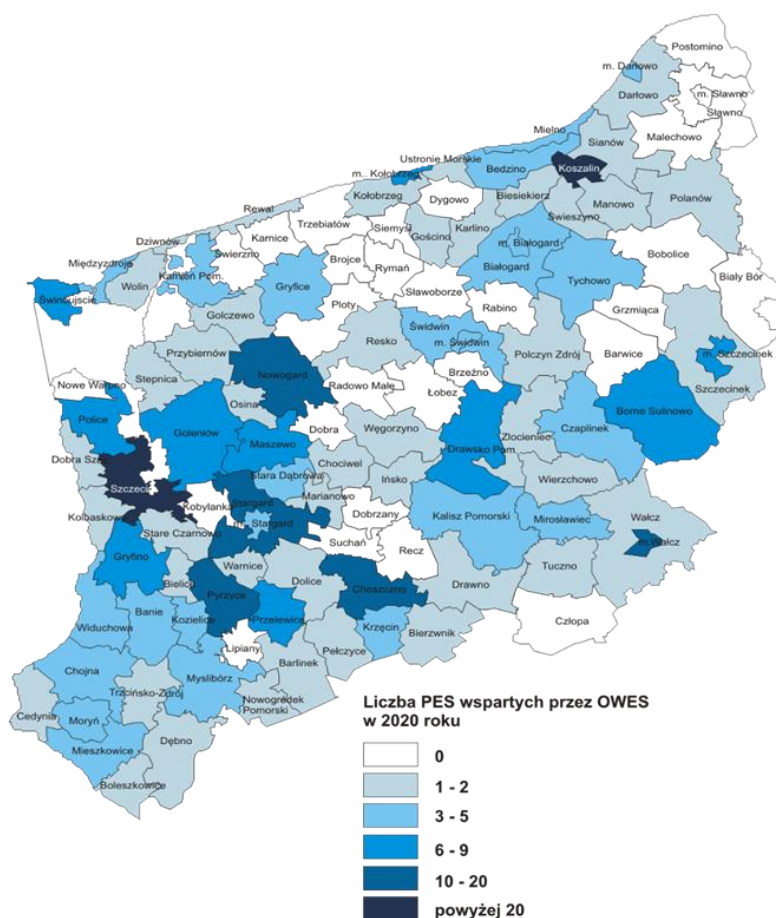 Postomino
m. Darłowo
m. Sławno
Darłowo
Sławno
Mielno
Malechowo
Sianów
Ustronie Morskie
Będzino
Koszalin
m. Kołobrzeg
Kołobrzeg
Dygowo
Biesiekierz
Manowo
Polanów
Rewal
Świeszyno
Trzebiatów
Siemyśl
Karlino
Dziwnów
Karnice
Gościno
m. Białogard
Świerzno
Bobolice
Międzyzdroje
Brojce
Rymań
Białogard
Tychowo
Biały Bór
Kamień Pom.
Wolin
Gryfice
Świnoujście
Sławoborze
Rabino
Grzmiąca
Płoty
Golczewo
Świdwin
Resko
m. Świdwin
Przybiernów
Połczyn Zdrój
Barwice
m. Szczecinek
Nowogard
Brzeźno
Stepnica
Nowe Warpno
Radowo Małe
Szczecinek
Łobez
Osina
Borne Sulinowo
Police
Dobra
Węgorzyno
Złocieniec
Czaplinek
Goleniów
Maszewo
Drawsko Pom.
Dobra Szcz.
Chociwel
Stara Dąbrowa
Ińsko
Wierzchowo
Szczecin
Marianowo
Kobylanka
Stargard
Dobrzany
Kalisz Pomorski
Mirosławiec
Wałcz
Kołbaskowo
m. Stargard
Stare Czarnowo
Suchań
Recz
m.Wałcz
Gryfino
Warnice
Tuczno
Bielice
Dolice
Choszczno
Drawno
Pyrzyce
Przelewice
Banie
Kozielice
Człopa
Widuchowa
Krzęcin
Bierzwnik
Lipiany
Pełczyce
Barlinek
Chojna
Myślibórz
Trzcińsko-Zdrój
Nowogródek
Pomorski
Cedynia
Moryń
Dębno
Mieszkowice
Boleszkowice
Liczba PES wspartych przez OWES
w 2020 roku
0
1 - 2
3 - 5
6 - 9
10 - 20
powyżej 20